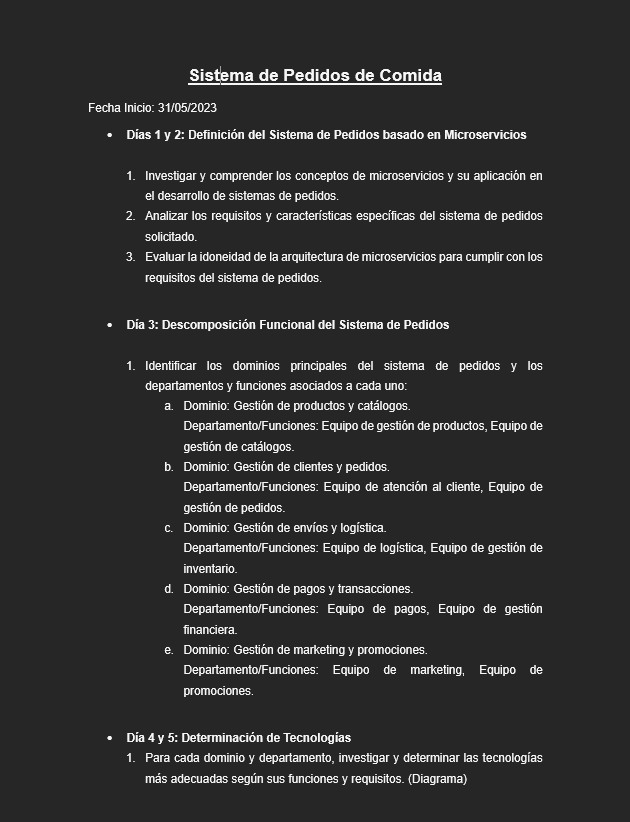 Sistema de Pedidos de Comida
Fecha Inicio: 31/05/2023
• Días 1 y 2: Definición del Sistema de Pedidos basado en Microservicios
1. Investigar y comprender los conceptos de microservicios y su aplicación en
el desarrollo de sistemas de pedidos.
2. Analizar los requisitos y características específicas del sistema de pedidos
solicitado.
3. Evaluar la idoneidad de la arquitectura de microservicios para cumplir con los
requisitos del sistema de pedidos.
• Día 3: Descomposición Funcional del Sistema de Pedidos
1. Identificar los dominios principales del sistema de pedidos y los
departamentos y funciones asociados a cada uno:
a. Dominio: Gestión de productos y catálogos.
Departamento/Funciones: Equipo de gestión de productos, Equipo de
gestión de catálogos.
b. Dominio: Gestión de clientes y pedidos.
Departamento/Funciones: Equipo de atención al cliente, Equipo de
gestión de pedidos.
c. Dominio: Gestión de envíos y logística.
Departamento/Funciones: Equipo de logística, Equipo de gestión de
inventario.
d. Dominio: Gestión de pagos y transacciones.
Departamento/Funciones: Equipo de pagos, Equipo de gestión
financiera.
e. Dominio: Gestión de marketing y promociones.
Departamento/Funciones: Equipo de marketing, Equipo de
promociones.
• Día 4 y 5: Determinación de Tecnologías
1. Para cada dominio y departamento, investigar y determinar las tecnologías
más adecuadas según sus funciones y requisitos. (Diagrama)